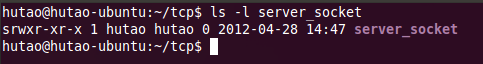 hutao@hutao-ubuntu:~/tcp$ ls -l server_socket
srwxr-xr-x 1 hutao hutao 0 2012-04-28 14:47 server_socket
hutao@hutao-ubuntu:~/tcp$